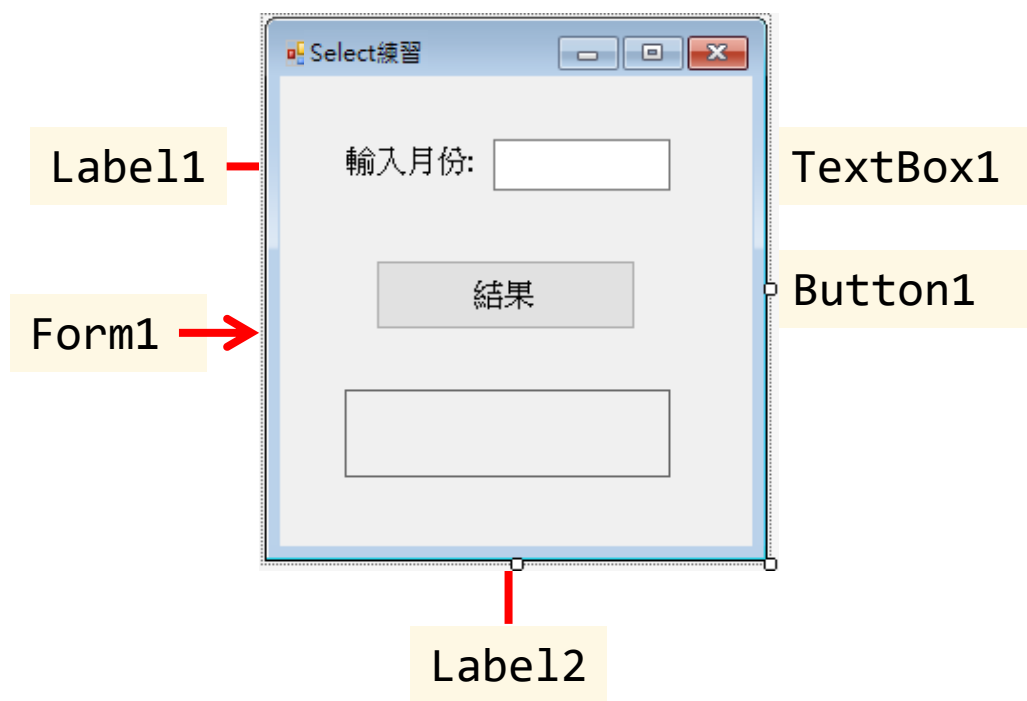 Select練習
Label1
輸入月份:
TextBox1
結果
Button1
Form1
Label2